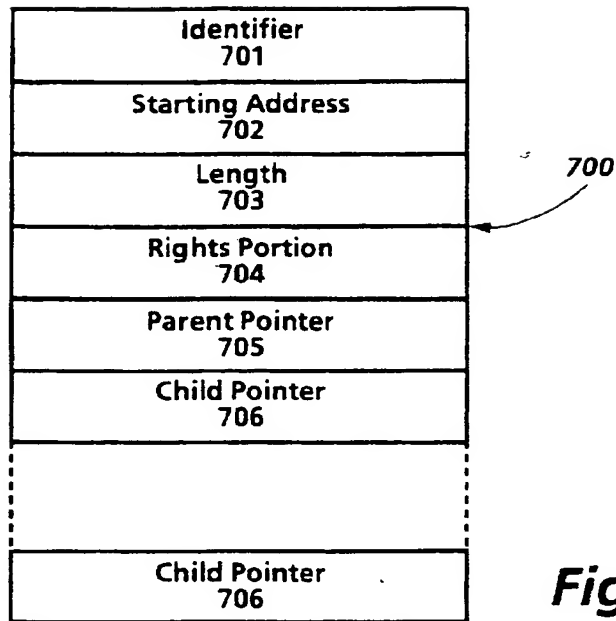 Identifier
701
Starting Address
702
Length
703
700
Rights Portion
704
Parent Pointer
705
Child Pointer
706
Child Pointer
706
Fig